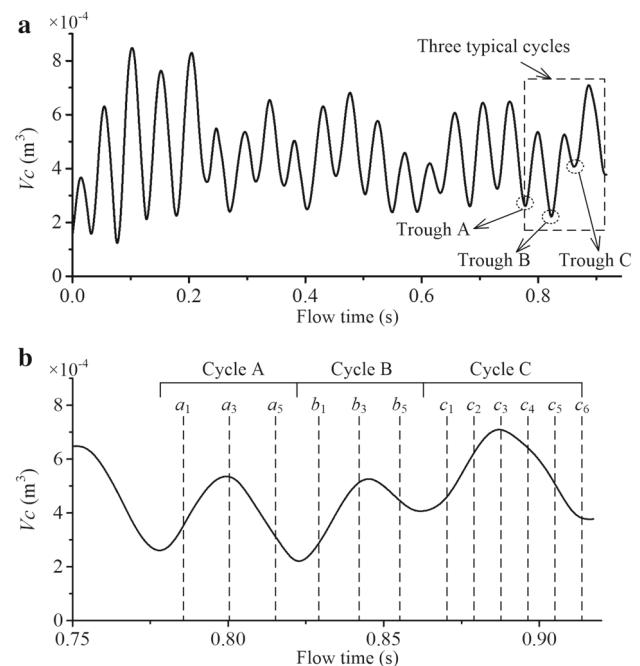 a
×10⁻⁴
Three typical cycles
8
6
4
2
0
Vc (m³)
Trough A
Trough B
Trough C
0.0 0.2 0.4 0.6 0.8
Flow time (s)
b
×10⁻⁴
Cycle A Cycle B Cycle C
a₁ a₃ a₅ b₁ b₃ b₅ c₁ c₂ c₃ c₄ c₅ c₆
8
6
4
2
0
Vc (m³)
0.75 0.80 0.85 0.90
Flow time (s)